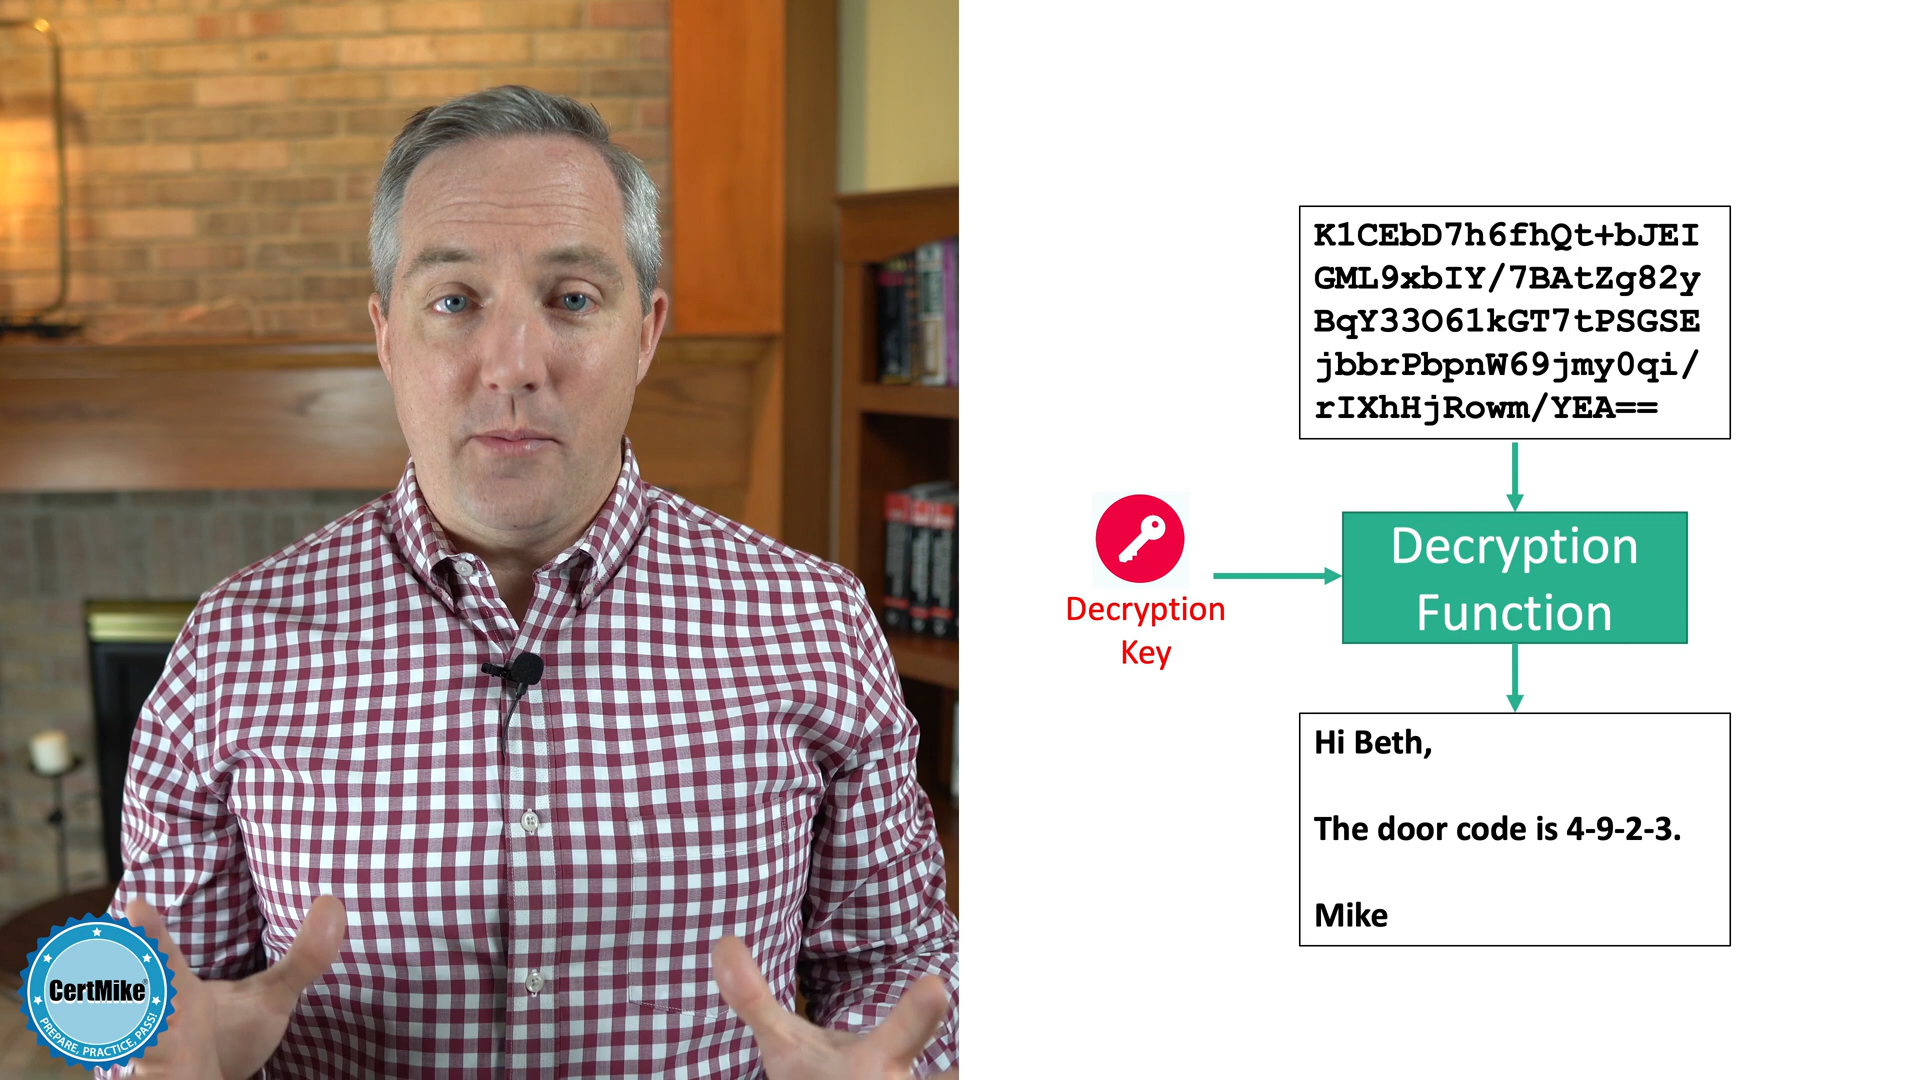 K1CEbD7h6fhQt+bJEI
GML9xbIY/7BAtZg82y
BqY33O61kGT7tPSGSE
jbbrPbpnW69jmy0qi/
rIXhHjRowm/YEA==
Decryption
Function
Decryption
Key
Hi Beth,
The door code is 4-9-2-3.
Mike
CertMike
PREPARE, PRACTICE, PASS!